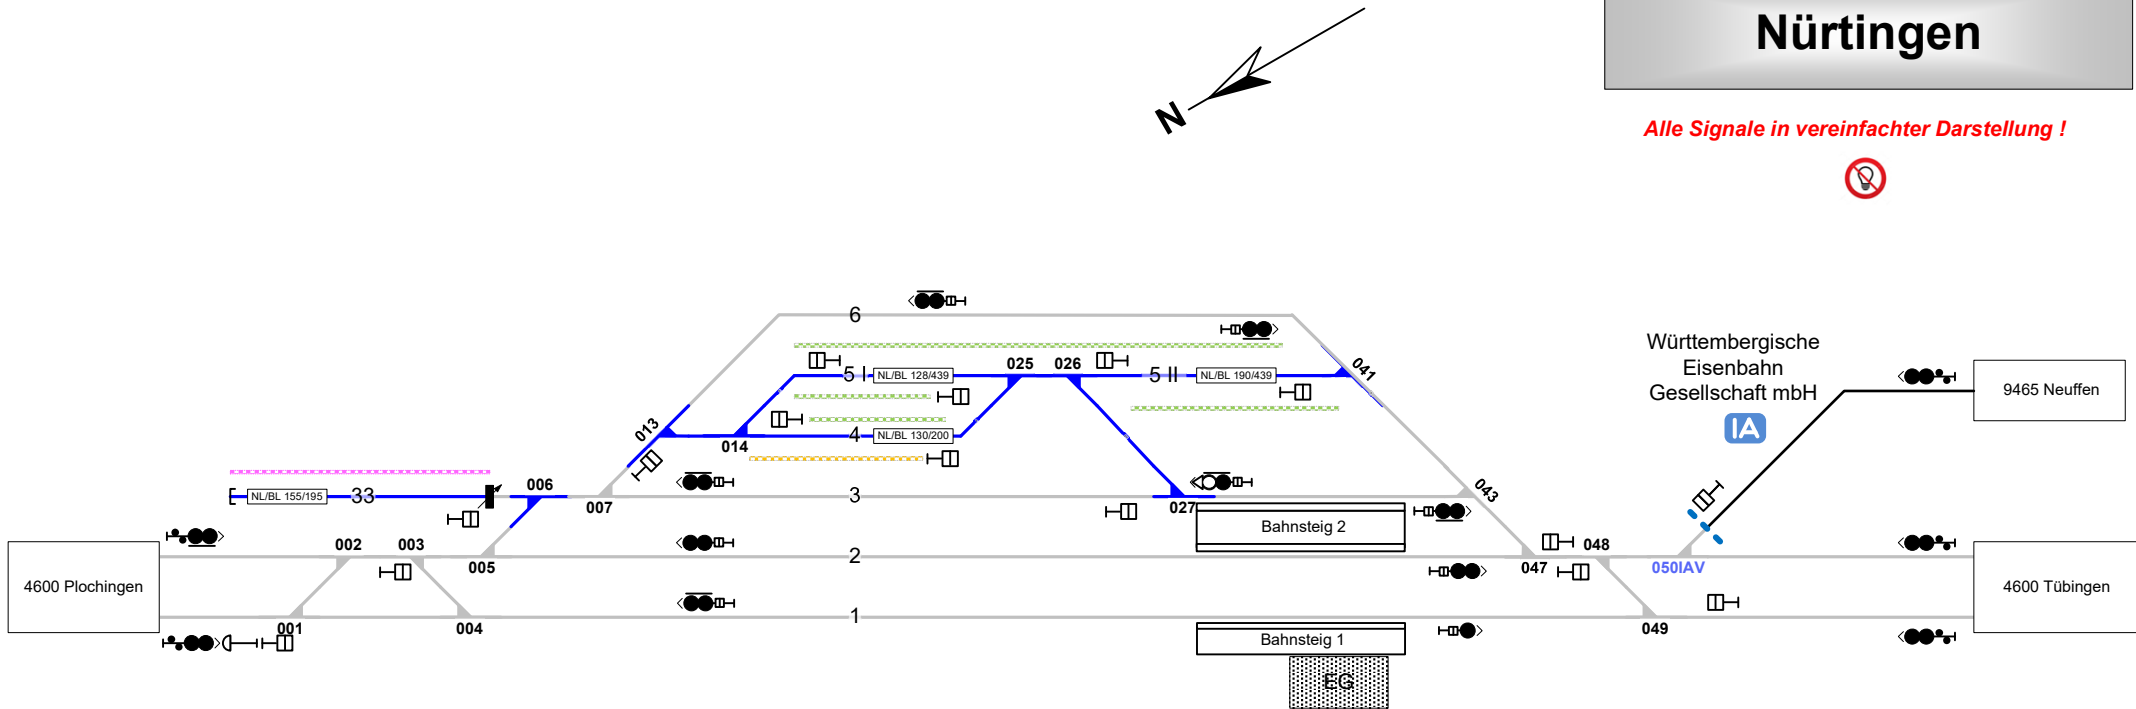 Nürtingen
Alle Signale in vereinfachter Darstellung !
N
6
Württembergische
Eisenbahn
Gesellschaft mbH
IA
9465 Neuffen
5 I
NL/BL 128/439
025
026
5 II
NL/BL 190/439
041
013
014
4
NL/BL 130/200
NL/BL 155/195
33
006
007
3
027
043
Bahnsteig 2
4600 Plochingen
002
003
005
2
047
048
050IAV
4600 Tübingen
001
004
1
Bahnsteig 1
049
EG